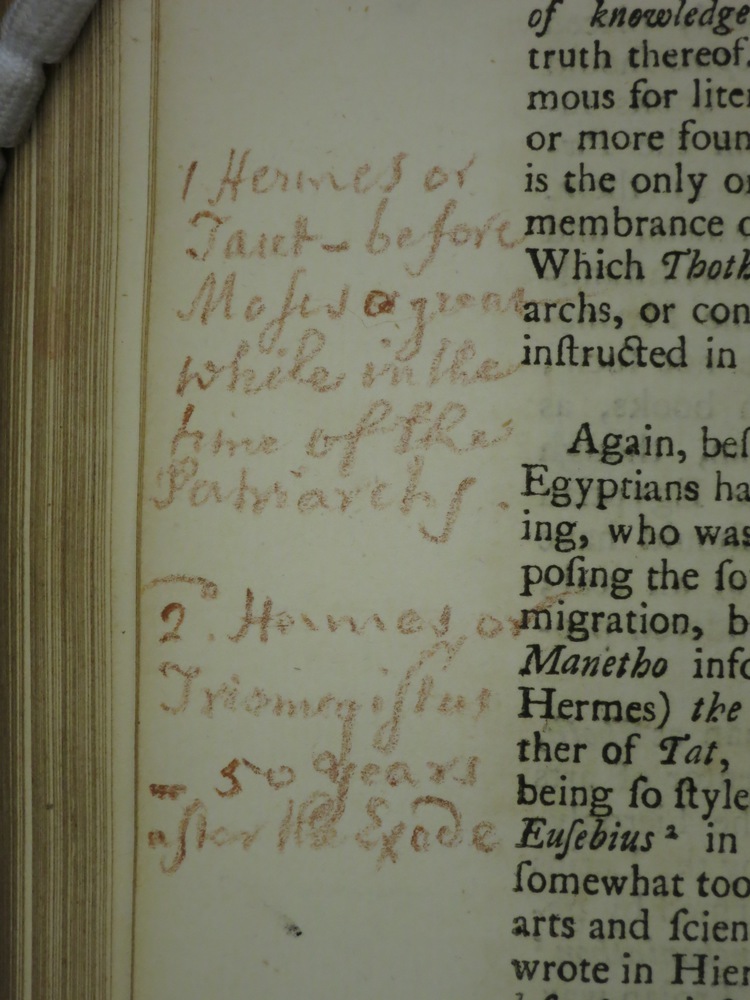 1 Hermes or
Taut - before
Moſes a great
while in the
time of the
Patriarchs.
2. Hermes or
Triſmegiſtus
- 50 years
after the Exode
of knowledge
truth thereof.
mous for liter
or more foun
is the only o
membrance o
Which Thoth
archs, or con
inſtructed in
Again, beſ
Egyptians ha
ing, who was
poſing the ſo
migration, b
Manetho info
Hermes) the
ther of Tat,
being ſo ſtyle
Euſebius ² in
ſomewhat too
arts and ſcien
wrote in Hier